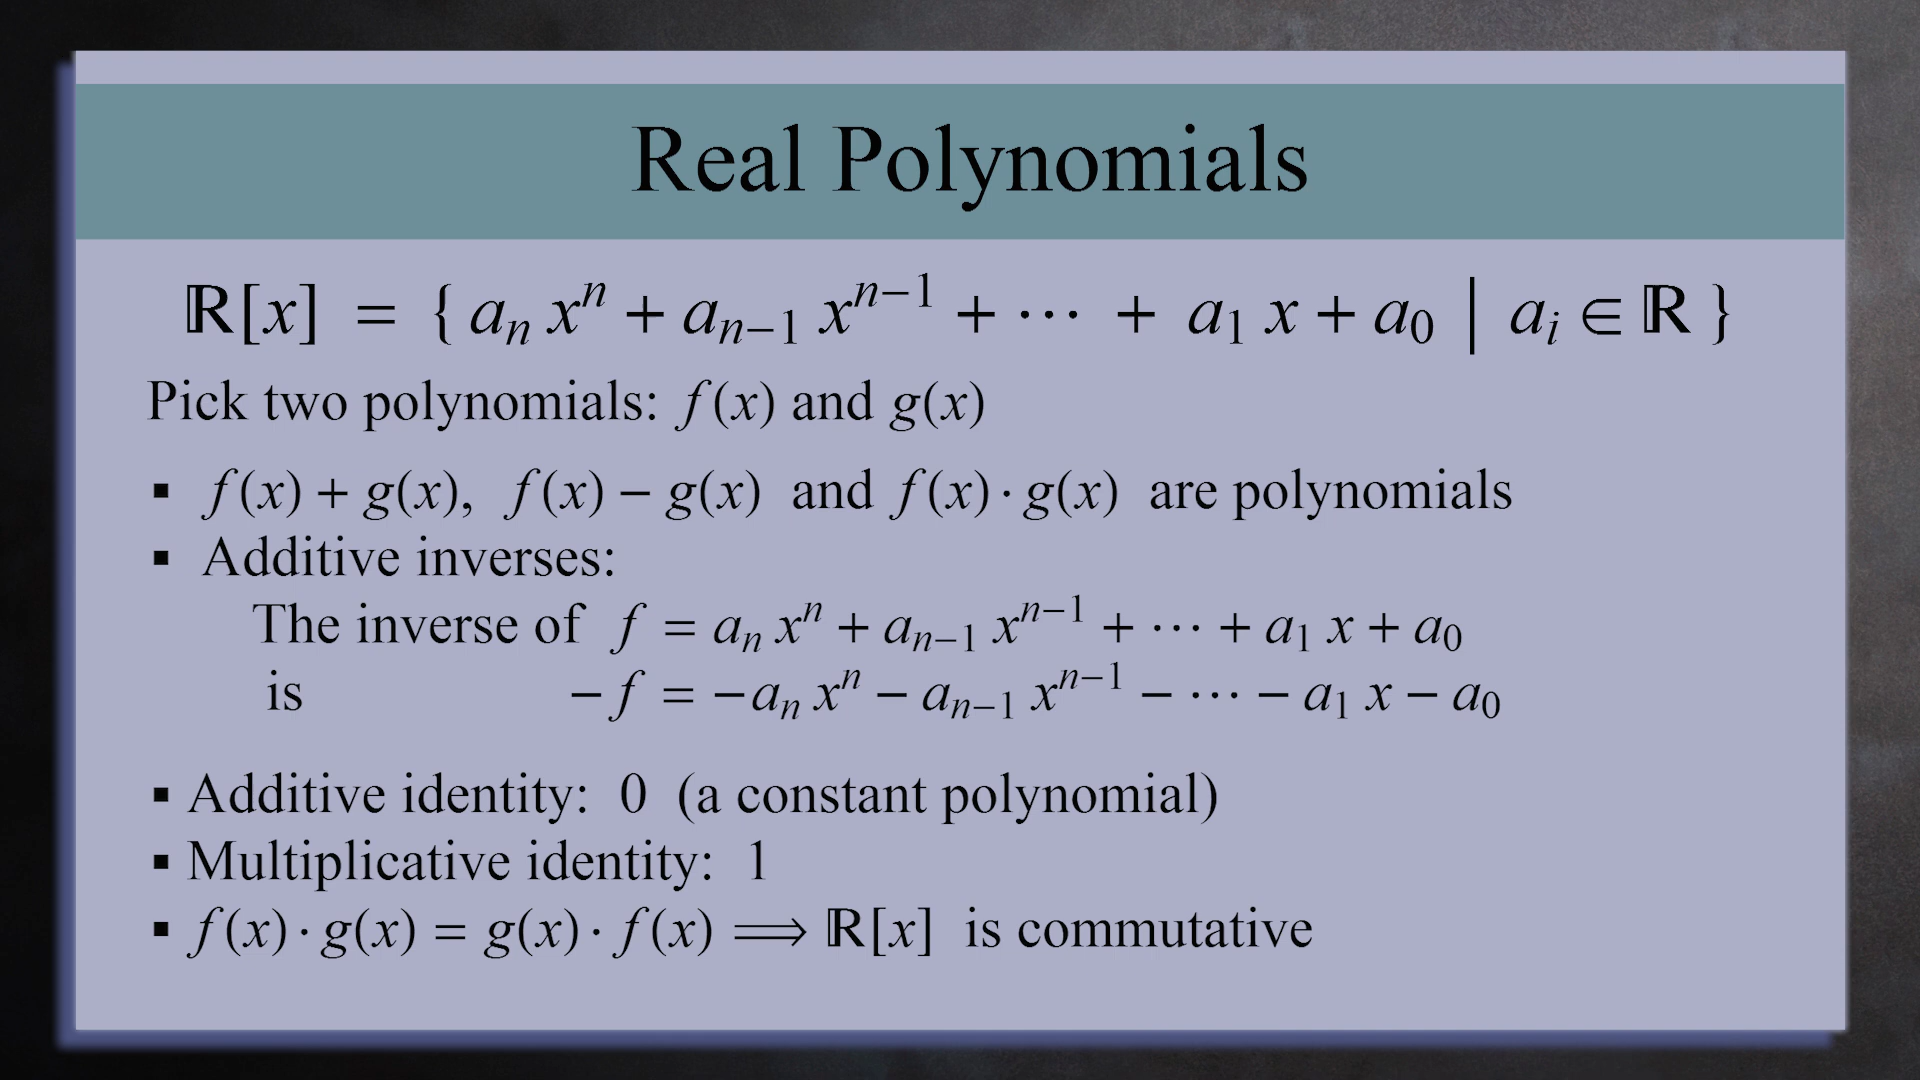 Real Polynomials
ℝ[x] = { aₙ xⁿ + aₙ₋₁ xⁿ⁻¹ + ⋯ + a₁ x + a₀ | aᵢ ∈ ℝ }
Pick two polynomials: f(x) and g(x)
▪ f(x) + g(x), f(x) − g(x) and f(x) · g(x) are polynomials
▪ Additive inverses:
The inverse of f = aₙ xⁿ + aₙ₋₁ xⁿ⁻¹ + ⋯ + a₁ x + a₀
is − f = −aₙ xⁿ − aₙ₋₁ xⁿ⁻¹ − ⋯ − a₁ x − a₀
▪ Additive identity: 0 (a constant polynomial)
▪ Multiplicative identity: 1
▪ f(x) · g(x) = g(x) · f(x) ⟹ ℝ[x] is commutative